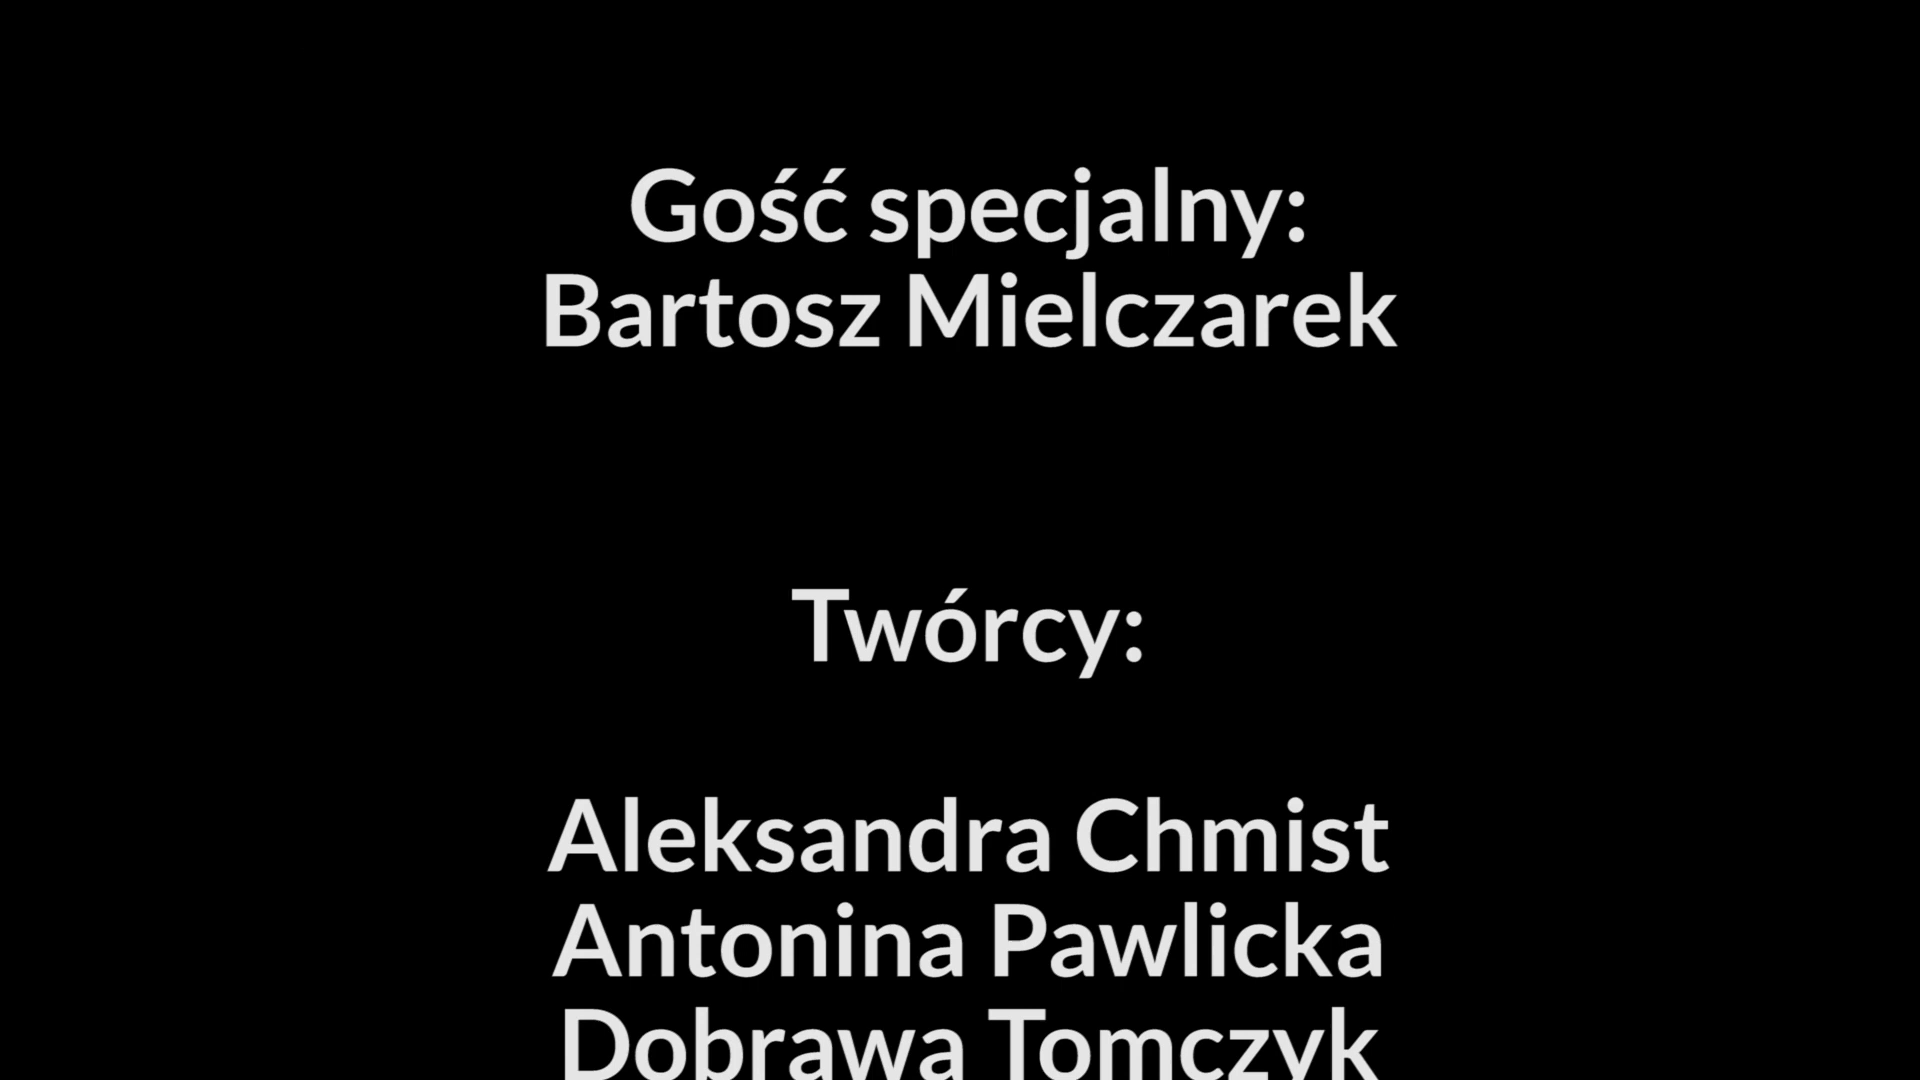 Gość specjalny:
Bartosz Mielczarek
Twórcy:
Aleksandra Chmist
Antonina Pawlicka
Dobrawa Tomczyk